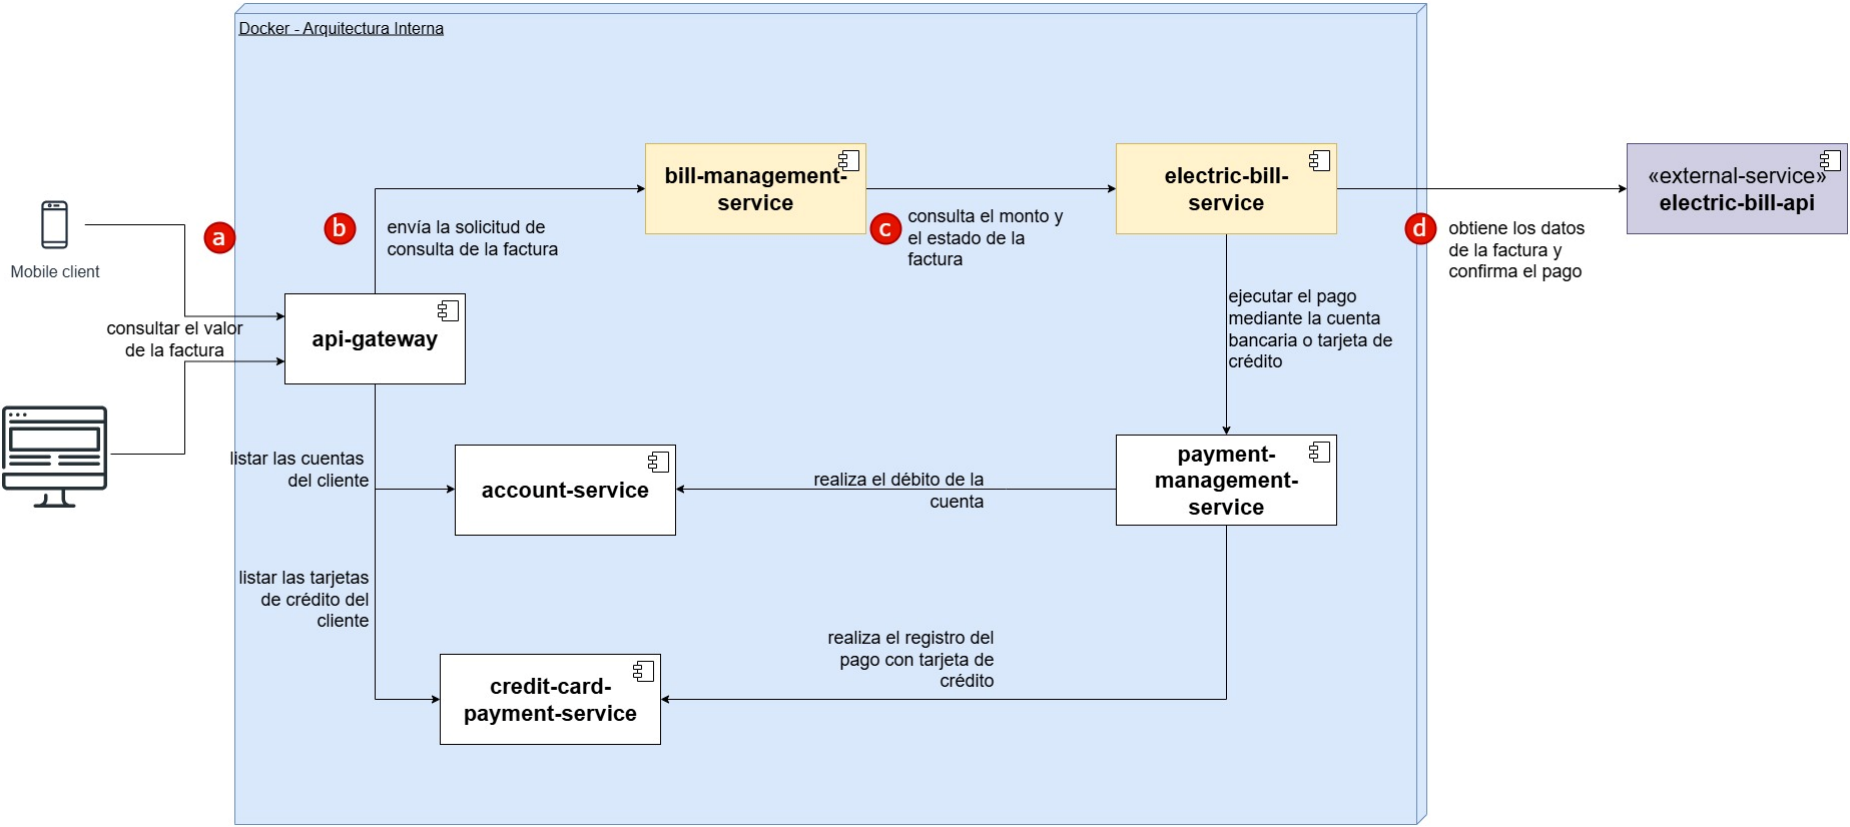 Docker - Arquitectura Interna
bill-management-
service
electric-bill-
service
«external-service»
electric-bill-api
a
b
c
d
envía la solicitud de
consulta de la factura
consulta el monto y
el estado de la
factura
obtiene los datos
de la factura y
confirma el pago
Mobile client
consultar el valor
de la factura
api-gateway
ejecutar el pago
mediante la cuenta
bancaria o tarjeta de
crédito
listar las cuentas
del cliente
account-service
realiza el débito de la
cuenta
payment-
management-
service
listar las tarjetas
de crédito del
cliente
realiza el registro del
pago con tarjeta de
crédito
credit-card-
payment-service